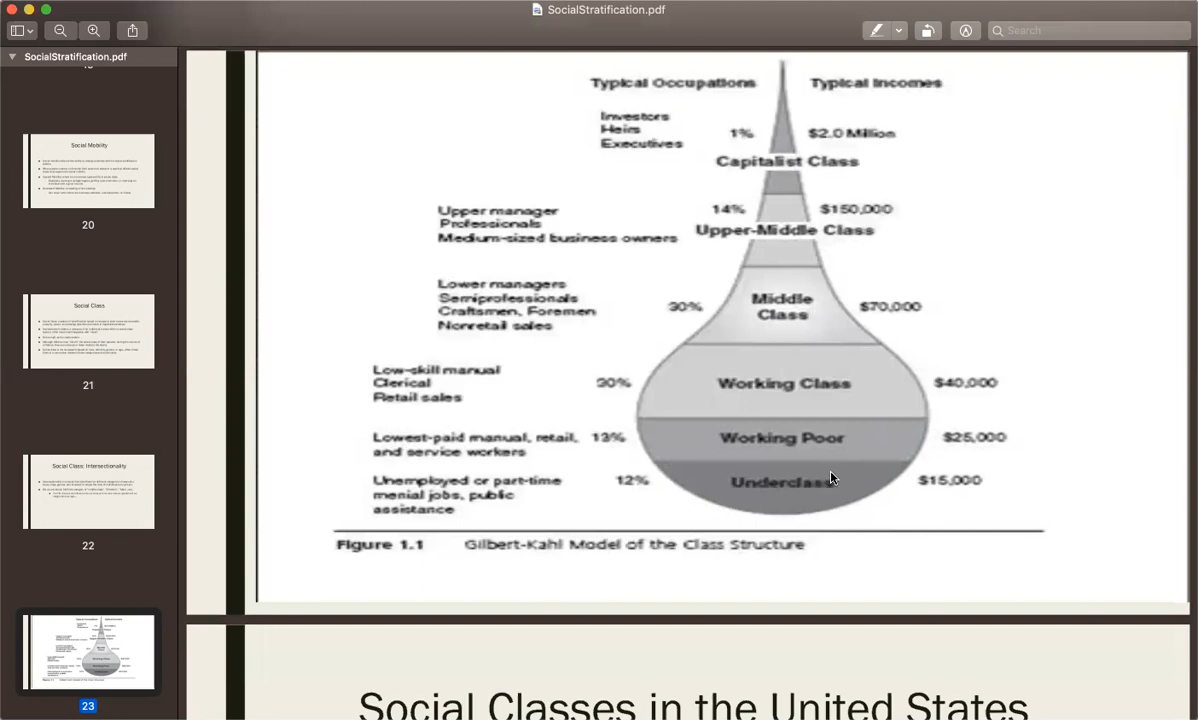 SocialStratification.pdf
Search
SocialStratification.pdf
Social Mobility
20
Social Class
21
Social Class: Intersectionality
22
23
Typical Occupations
Typical Incomes
Investors
Heirs
Executives
1%
$2.0 Million
Capitalist Class
Upper manager
Professionals
Medium-sized business owners
14%
$150,000
Upper-Middle Class
Lower managers
Semiprofessionals
Craftsmen, Foremen
Nonretail sales
30%
Middle
Class
$70,000
Low-skill manual
Clerical
Retail sales
30%
Working Class
$40,000
Lowest-paid manual, retail,
and service workers
13%
Working Poor
$25,000
Unemployed or part-time
menial jobs, public
assistance
12%
Underclass
$15,000
Figure 1.1 Gilbert-Kahl Model of the Class Structure
Social Classes in the United States